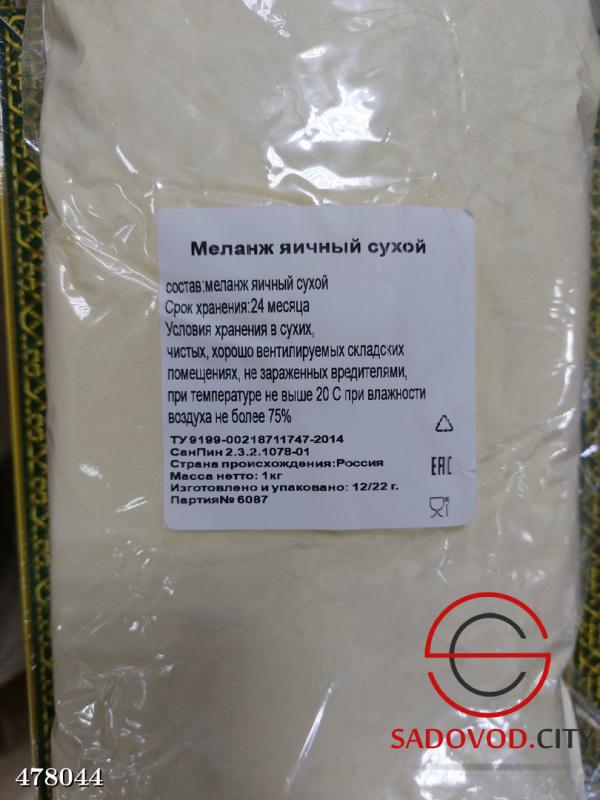 Меланж яичный сухой
состав:меланж яичный сухой
Срок хранения:24 месяца
Условия хранения в сухих,
чистых, хорошо вентилируемых складских
помещениях, не зараженных вредителями,
при температуре не выше 20 С при влажности
воздуха не более 75%
ТУ 9199-00218711747-2014
СанПин 2.3.2.1078-01
Страна происхождения:Россия
Масса нетто: 1кг
Изготовлено и упаковано: 12/22 г.
Партия№ 6087
EAC
SADOVOD.CITY
478044